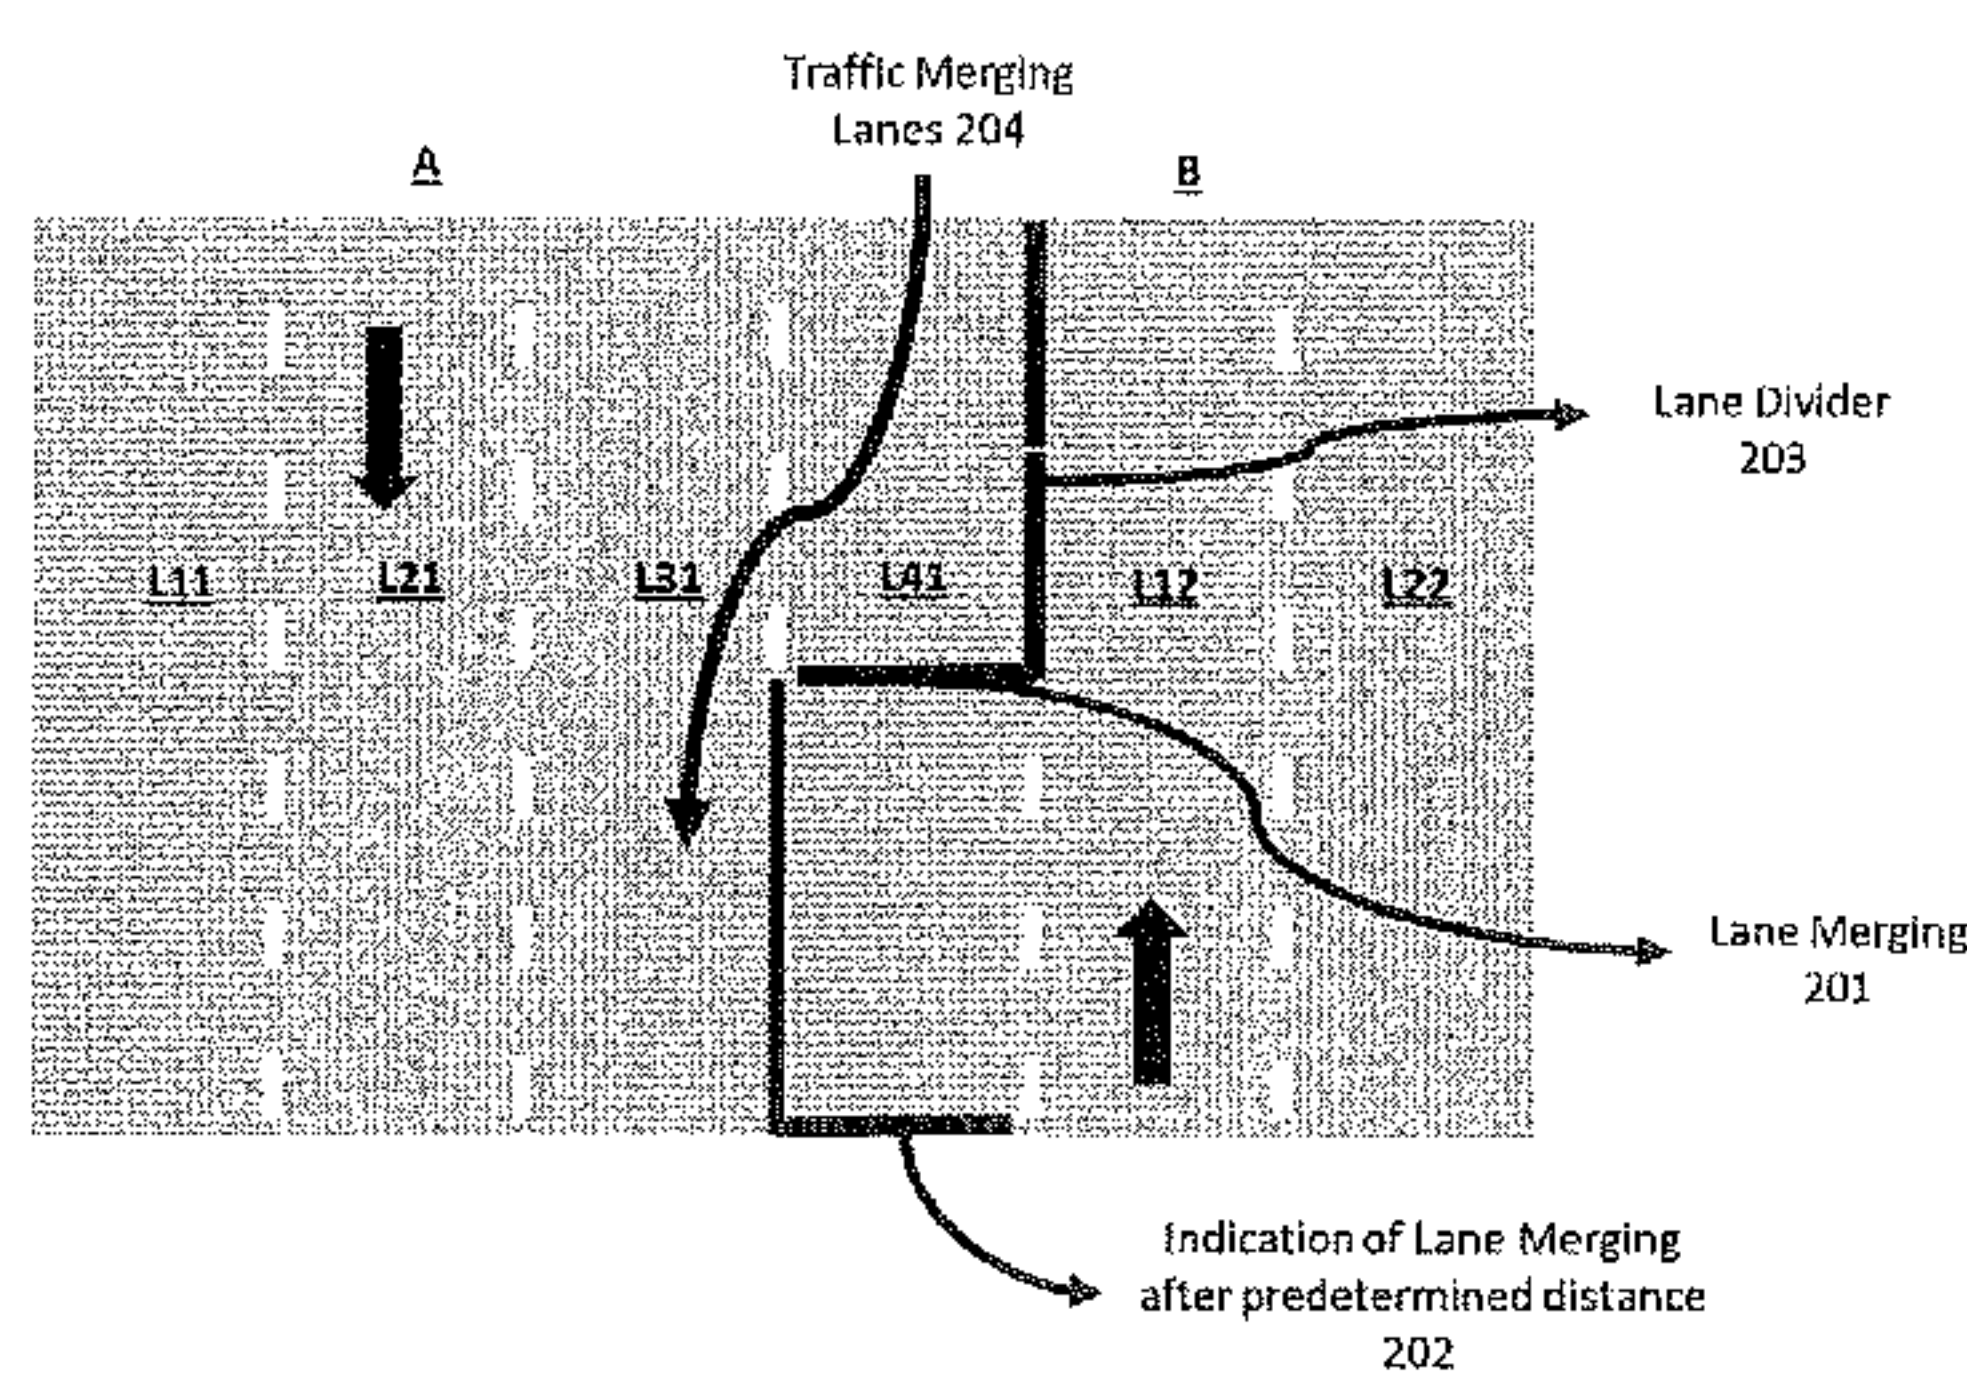 Traffic Merging
Lanes 204
A
B
Lane Divider
203
L11
L21
L31
L41
L12
L22
Lane Merging
201
Indication of Lane Merging
after predetermined distance
202